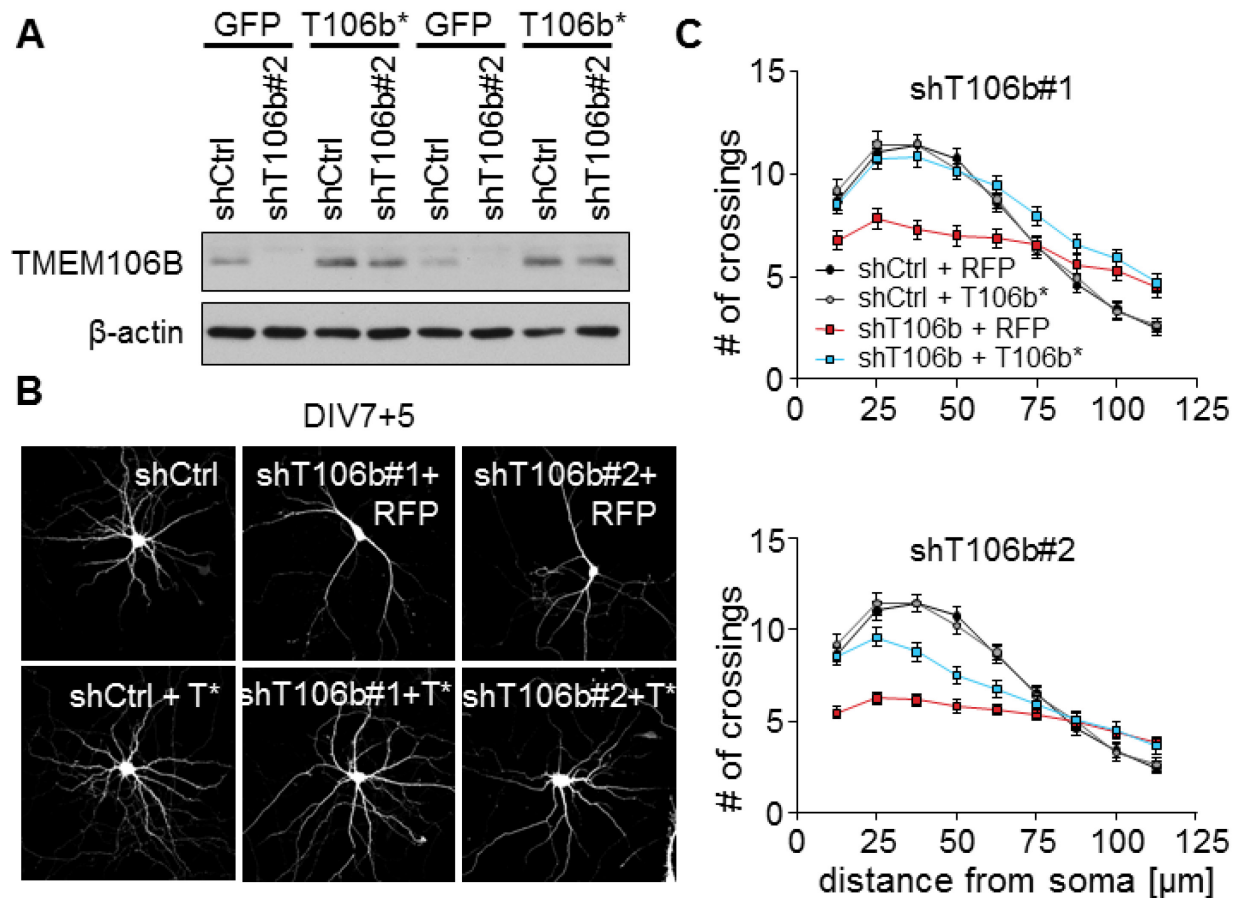 A
GFP T106b* GFP T106b*
shCtrl
shT106b#2
shCtrl
shT106b#2
shCtrl
shT106b#2
shCtrl
shT106b#2
TMEM106B
β-actin
B
DIV7+5
shCtrl
shT106b#1+
RFP
shT106b#2+
RFP
shCtrl + T*
shT106b#1+T*
shT106b#2+T*
C
shT106b#1
# of crossings
15
10
5
0
shCtrl + RFP
shCtrl + T106b*
shT106b + RFP
shT106b + T106b*
0 25 50 75 100 125
shT106b#2
# of crossings
15
10
5
0
0 25 50 75 100 125
distance from soma [µm]